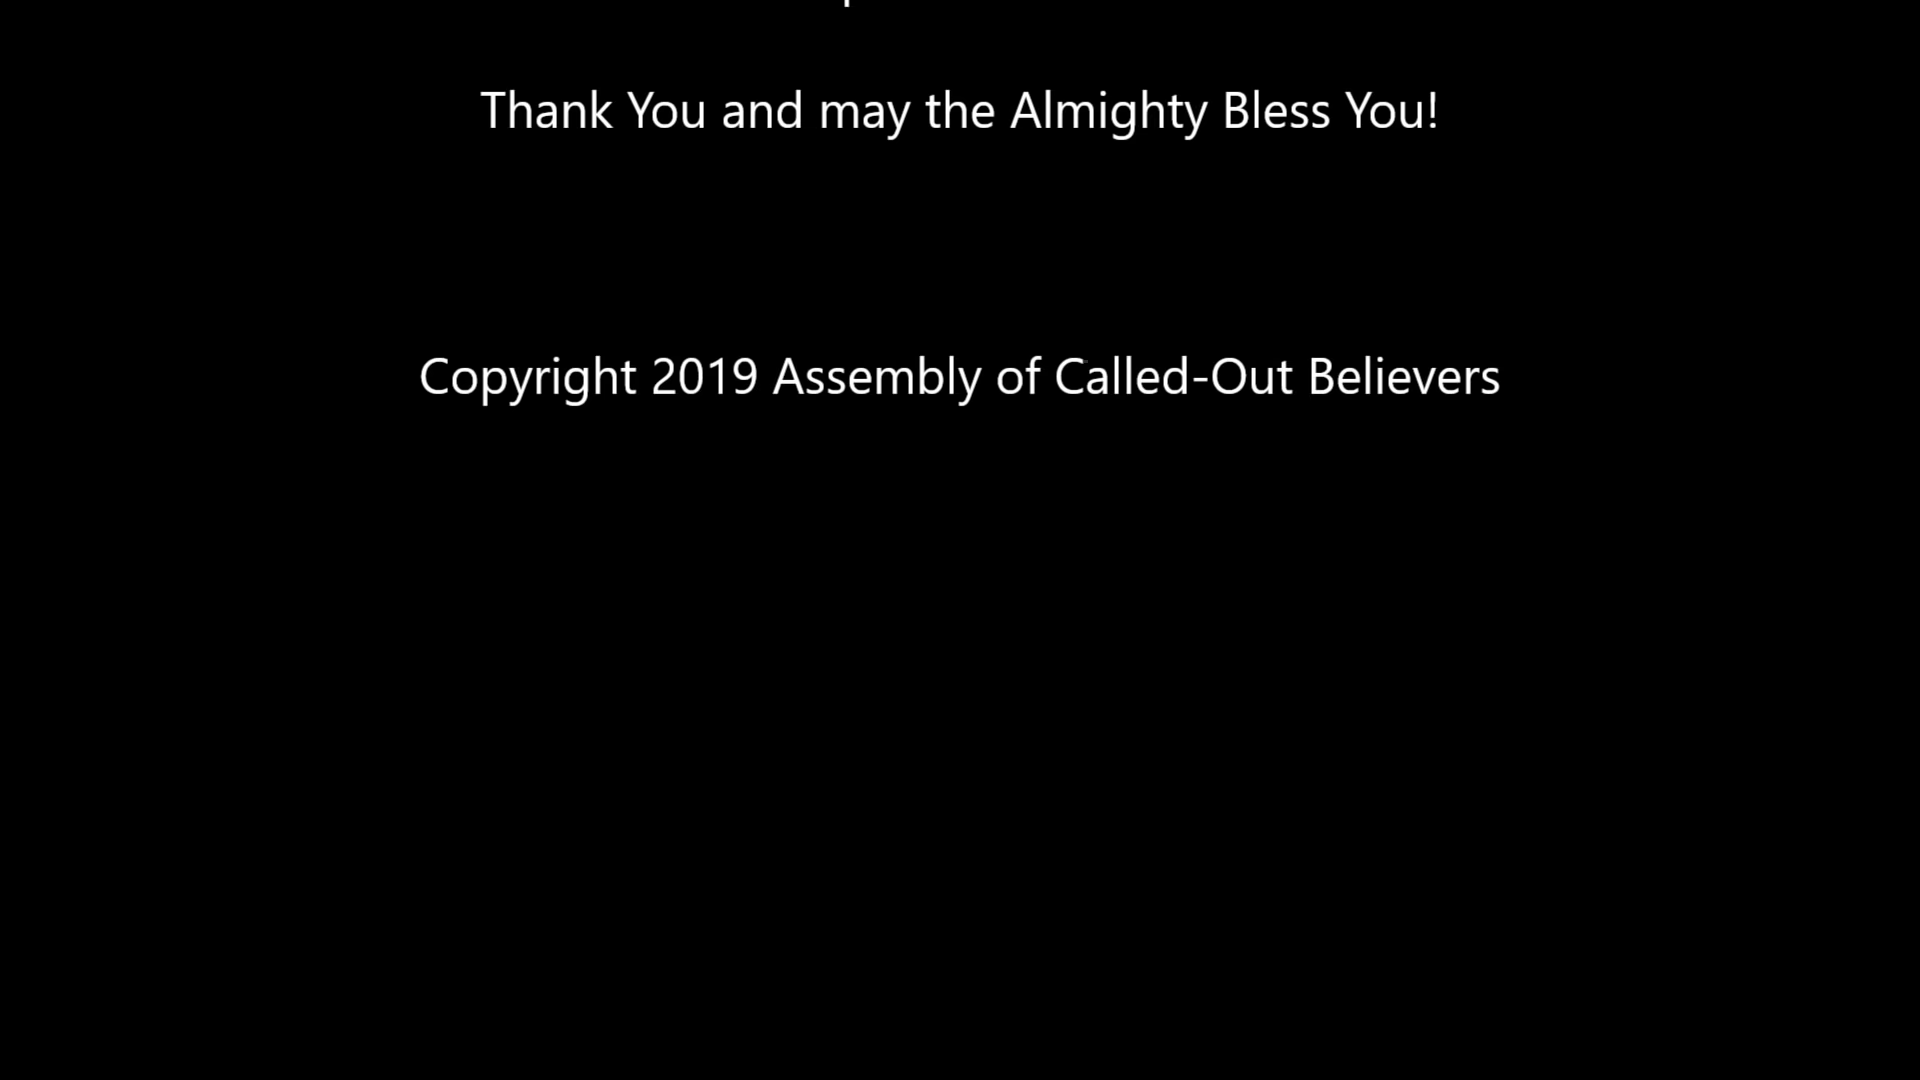 Thank You and may the Almighty Bless You!
Copyright 2019 Assembly of Called-Out Believers